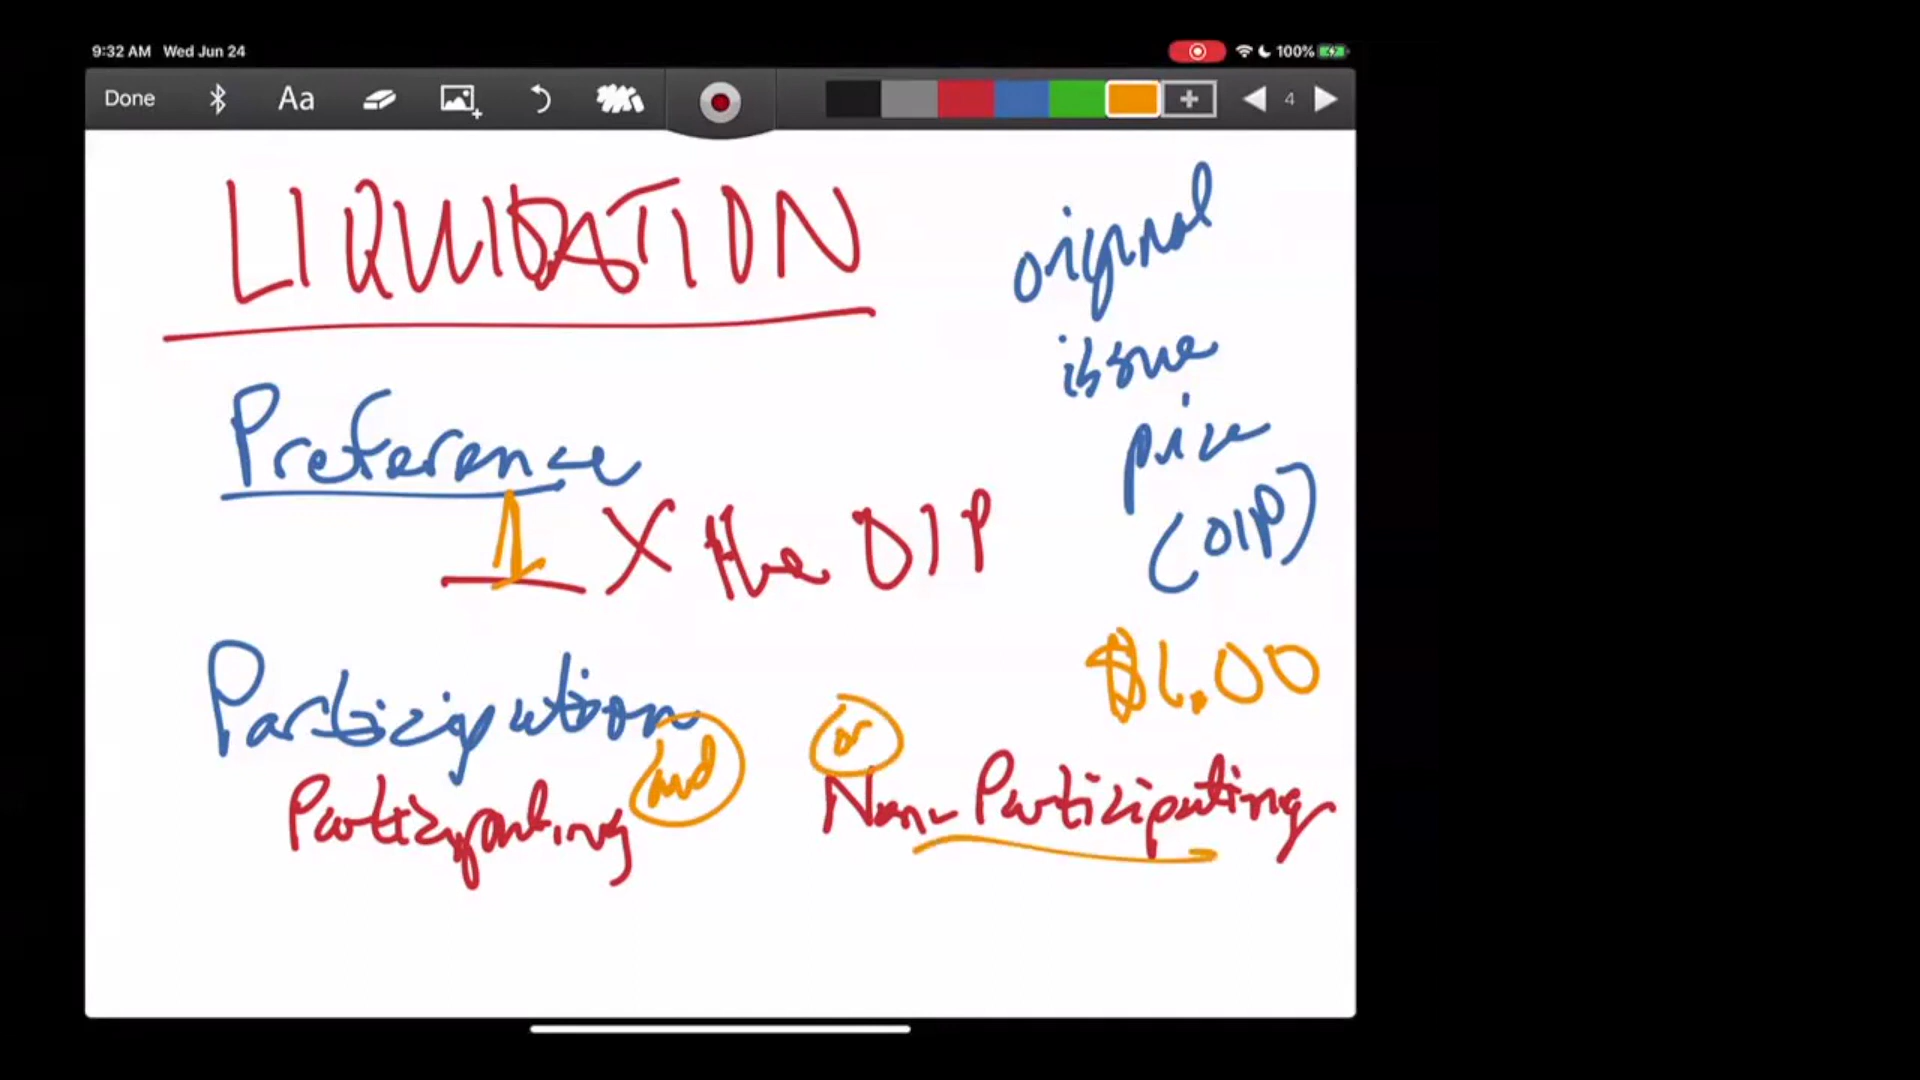 9:32 AM Wed Jun 24
100%
Done
Aa
4
LIQUIDATION
Preference
1 X the OIP
original
issue
price
(OIP)
$1.00
Participation
and
or
Participating
Non-Participating